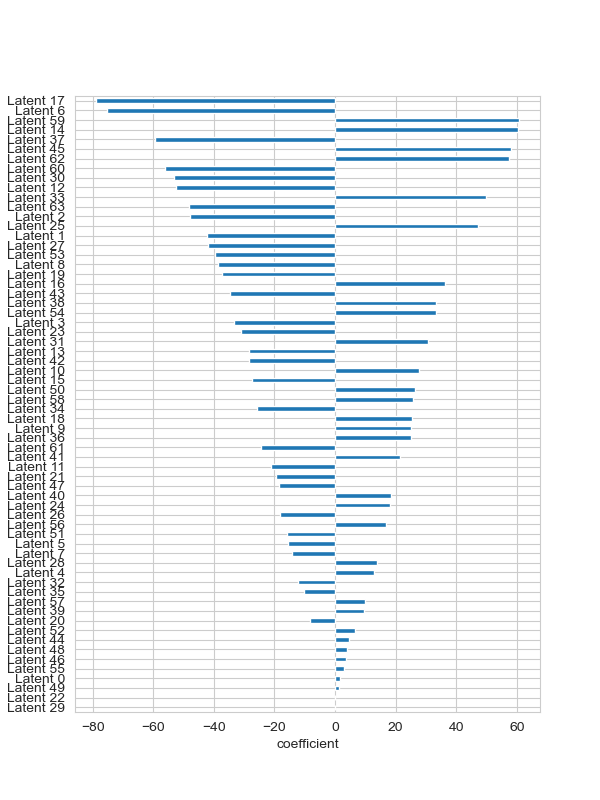 Latent 17
Latent 6
Latent 59
Latent 14
Latent 37
Latent 45
Latent 62
Latent 60
Latent 30
Latent 12
Latent 33
Latent 63
Latent 2
Latent 25
Latent 1
Latent 27
Latent 53
Latent 8
Latent 19
Latent 16
Latent 43
Latent 38
Latent 54
Latent 3
Latent 23
Latent 31
Latent 13
Latent 42
Latent 10
Latent 15
Latent 50
Latent 58
Latent 34
Latent 18
Latent 9
Latent 36
Latent 61
Latent 41
Latent 11
Latent 21
Latent 47
Latent 40
Latent 24
Latent 26
Latent 56
Latent 51
Latent 5
Latent 7
Latent 28
Latent 4
Latent 32
Latent 35
Latent 57
Latent 39
Latent 20
Latent 52
Latent 44
Latent 48
Latent 46
Latent 55
Latent 0
Latent 49
Latent 22
Latent 29
−80 −60 −40 −20 0 20 40 60
coefficient